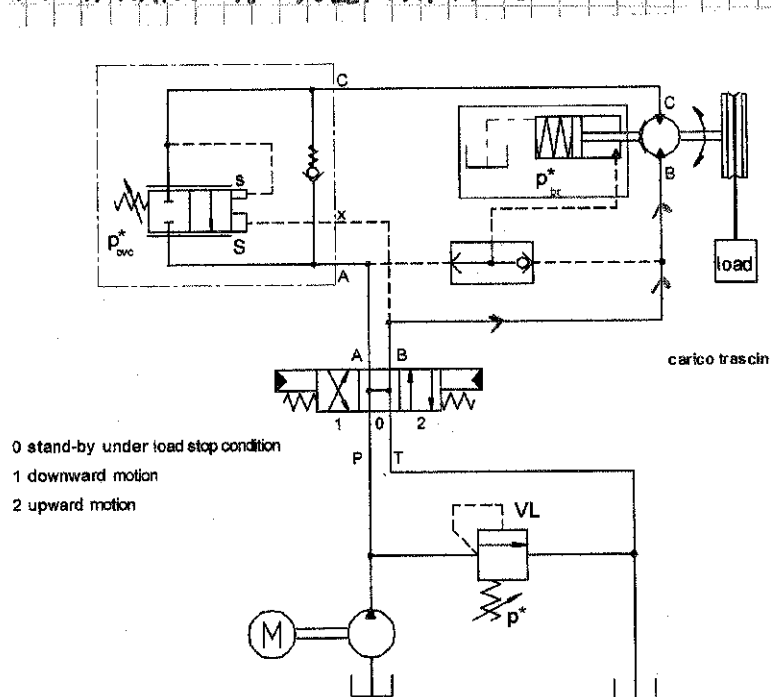 C
C
S
p*br
B
x
p*ovc
S
A
load
A B
carico trascin
1 0 2
0 stand-by under load stop condition
P T
1 downward motion
2 upward motion
VL
p*
M